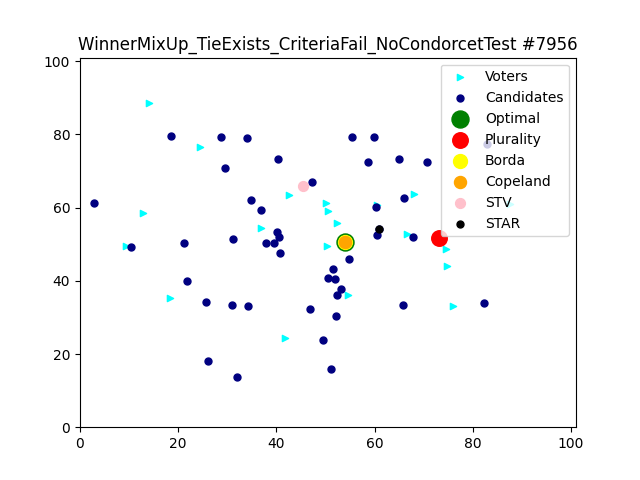 WinnerMixUp_TieExists_CriteriaFail_NoCondorcetTest #7956
100
80
60
40
20
0
0 20 40 60 80 100
Voters
Candidates
Optimal
Plurality
Borda
Copeland
STV
STAR